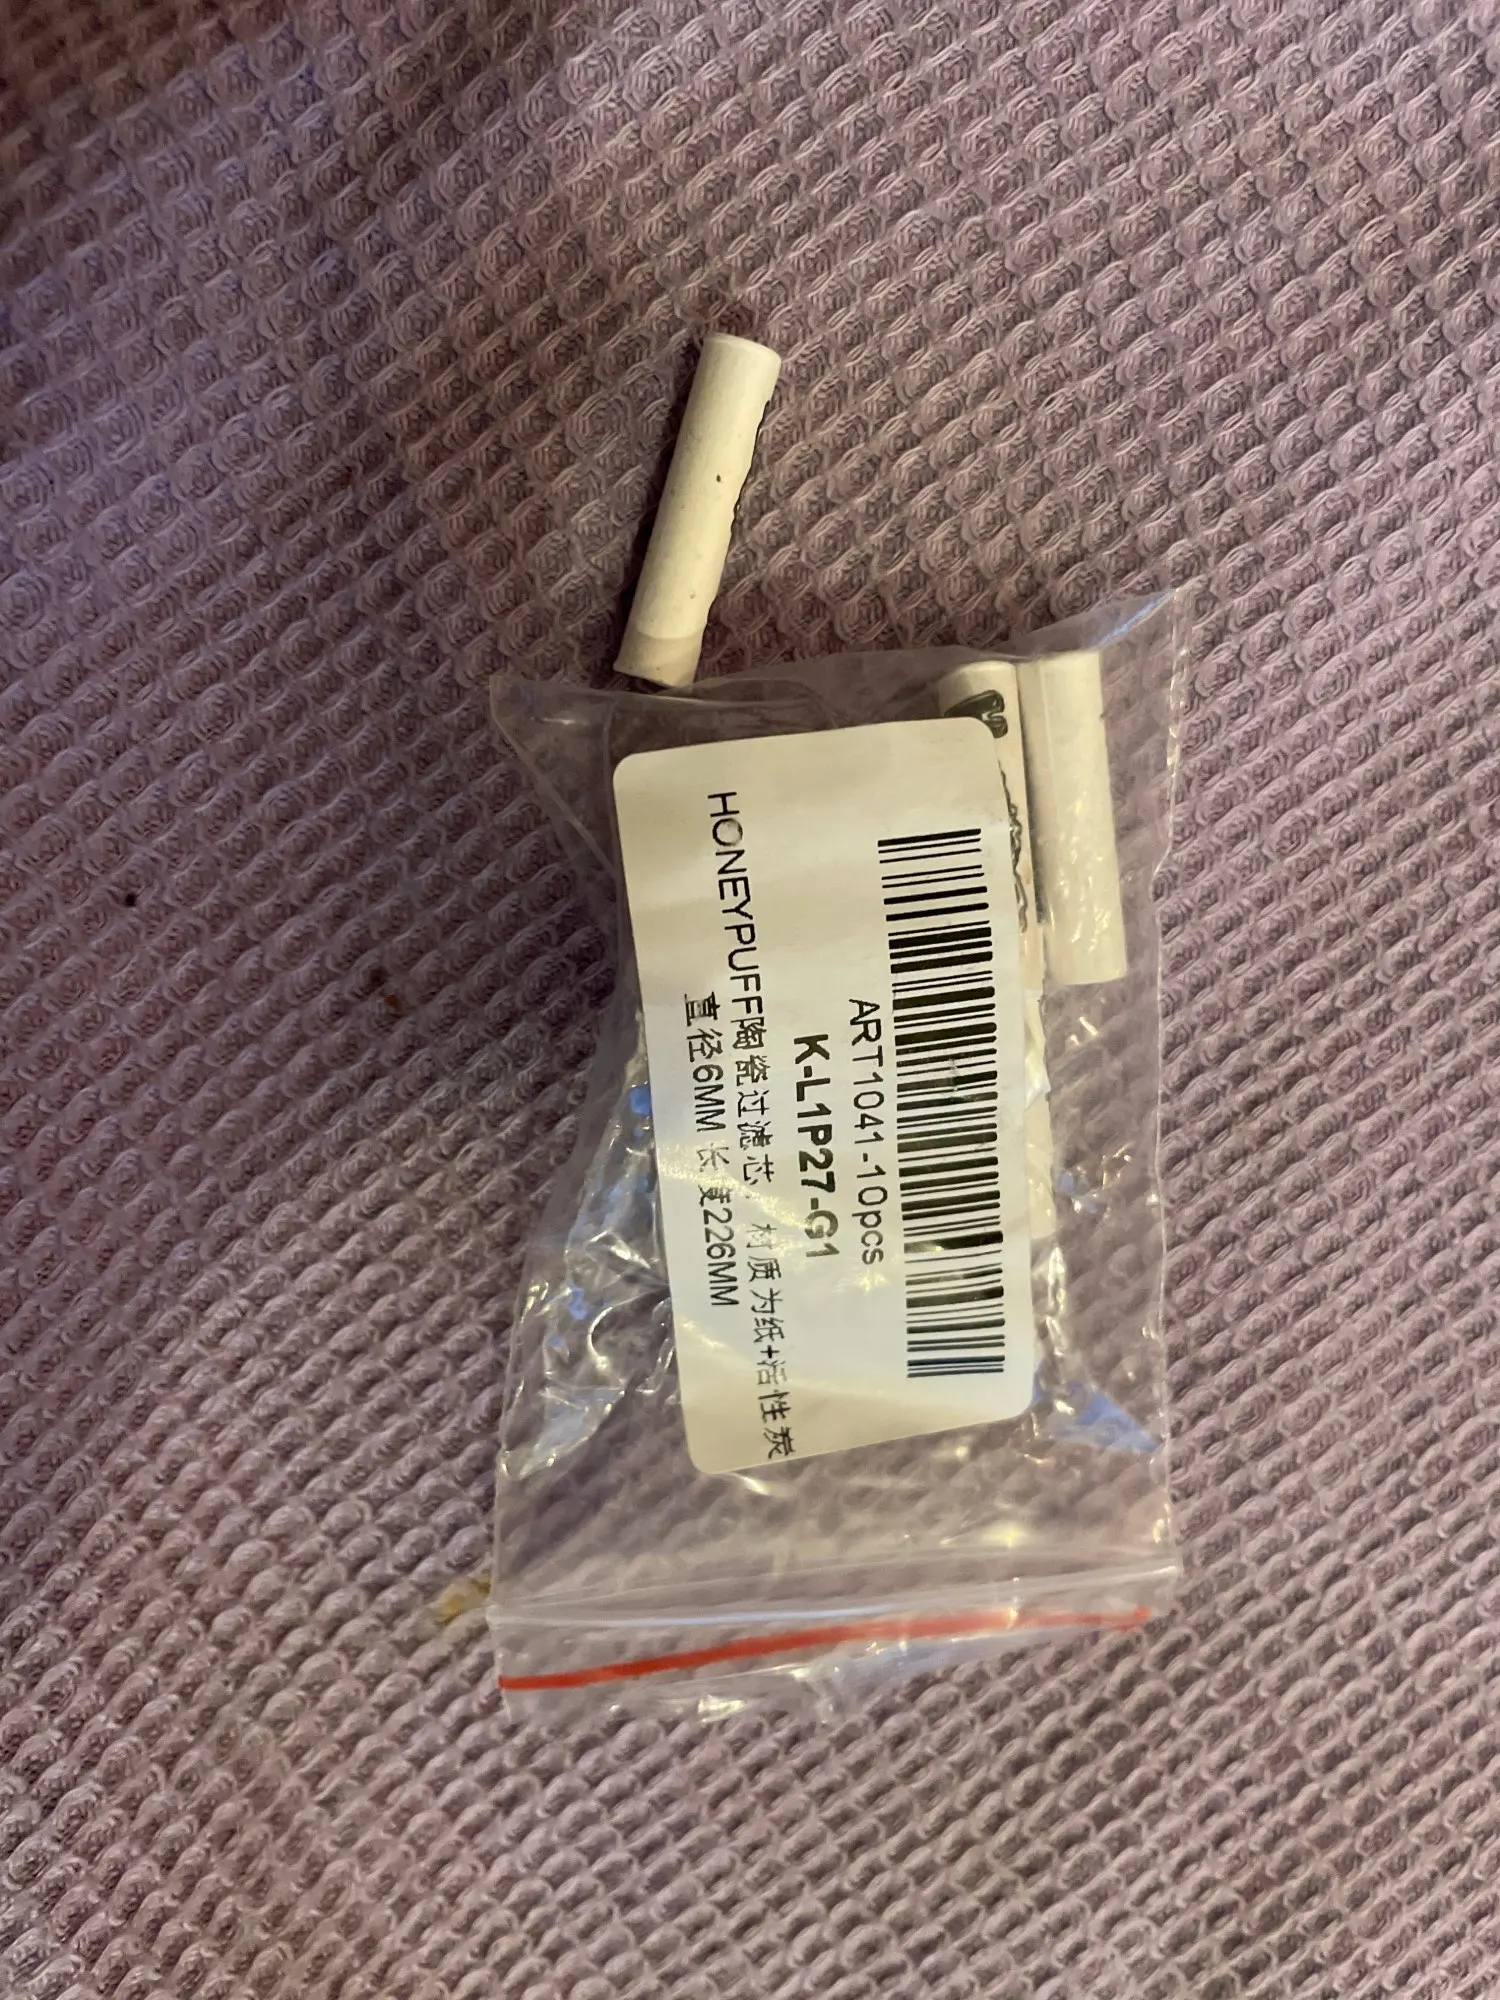 ART1041-10pcs
K-L1P27-G1
HONEYPUFF陶瓷过滤芯，材质为纸+活性炭
直径6MM 长度226MM